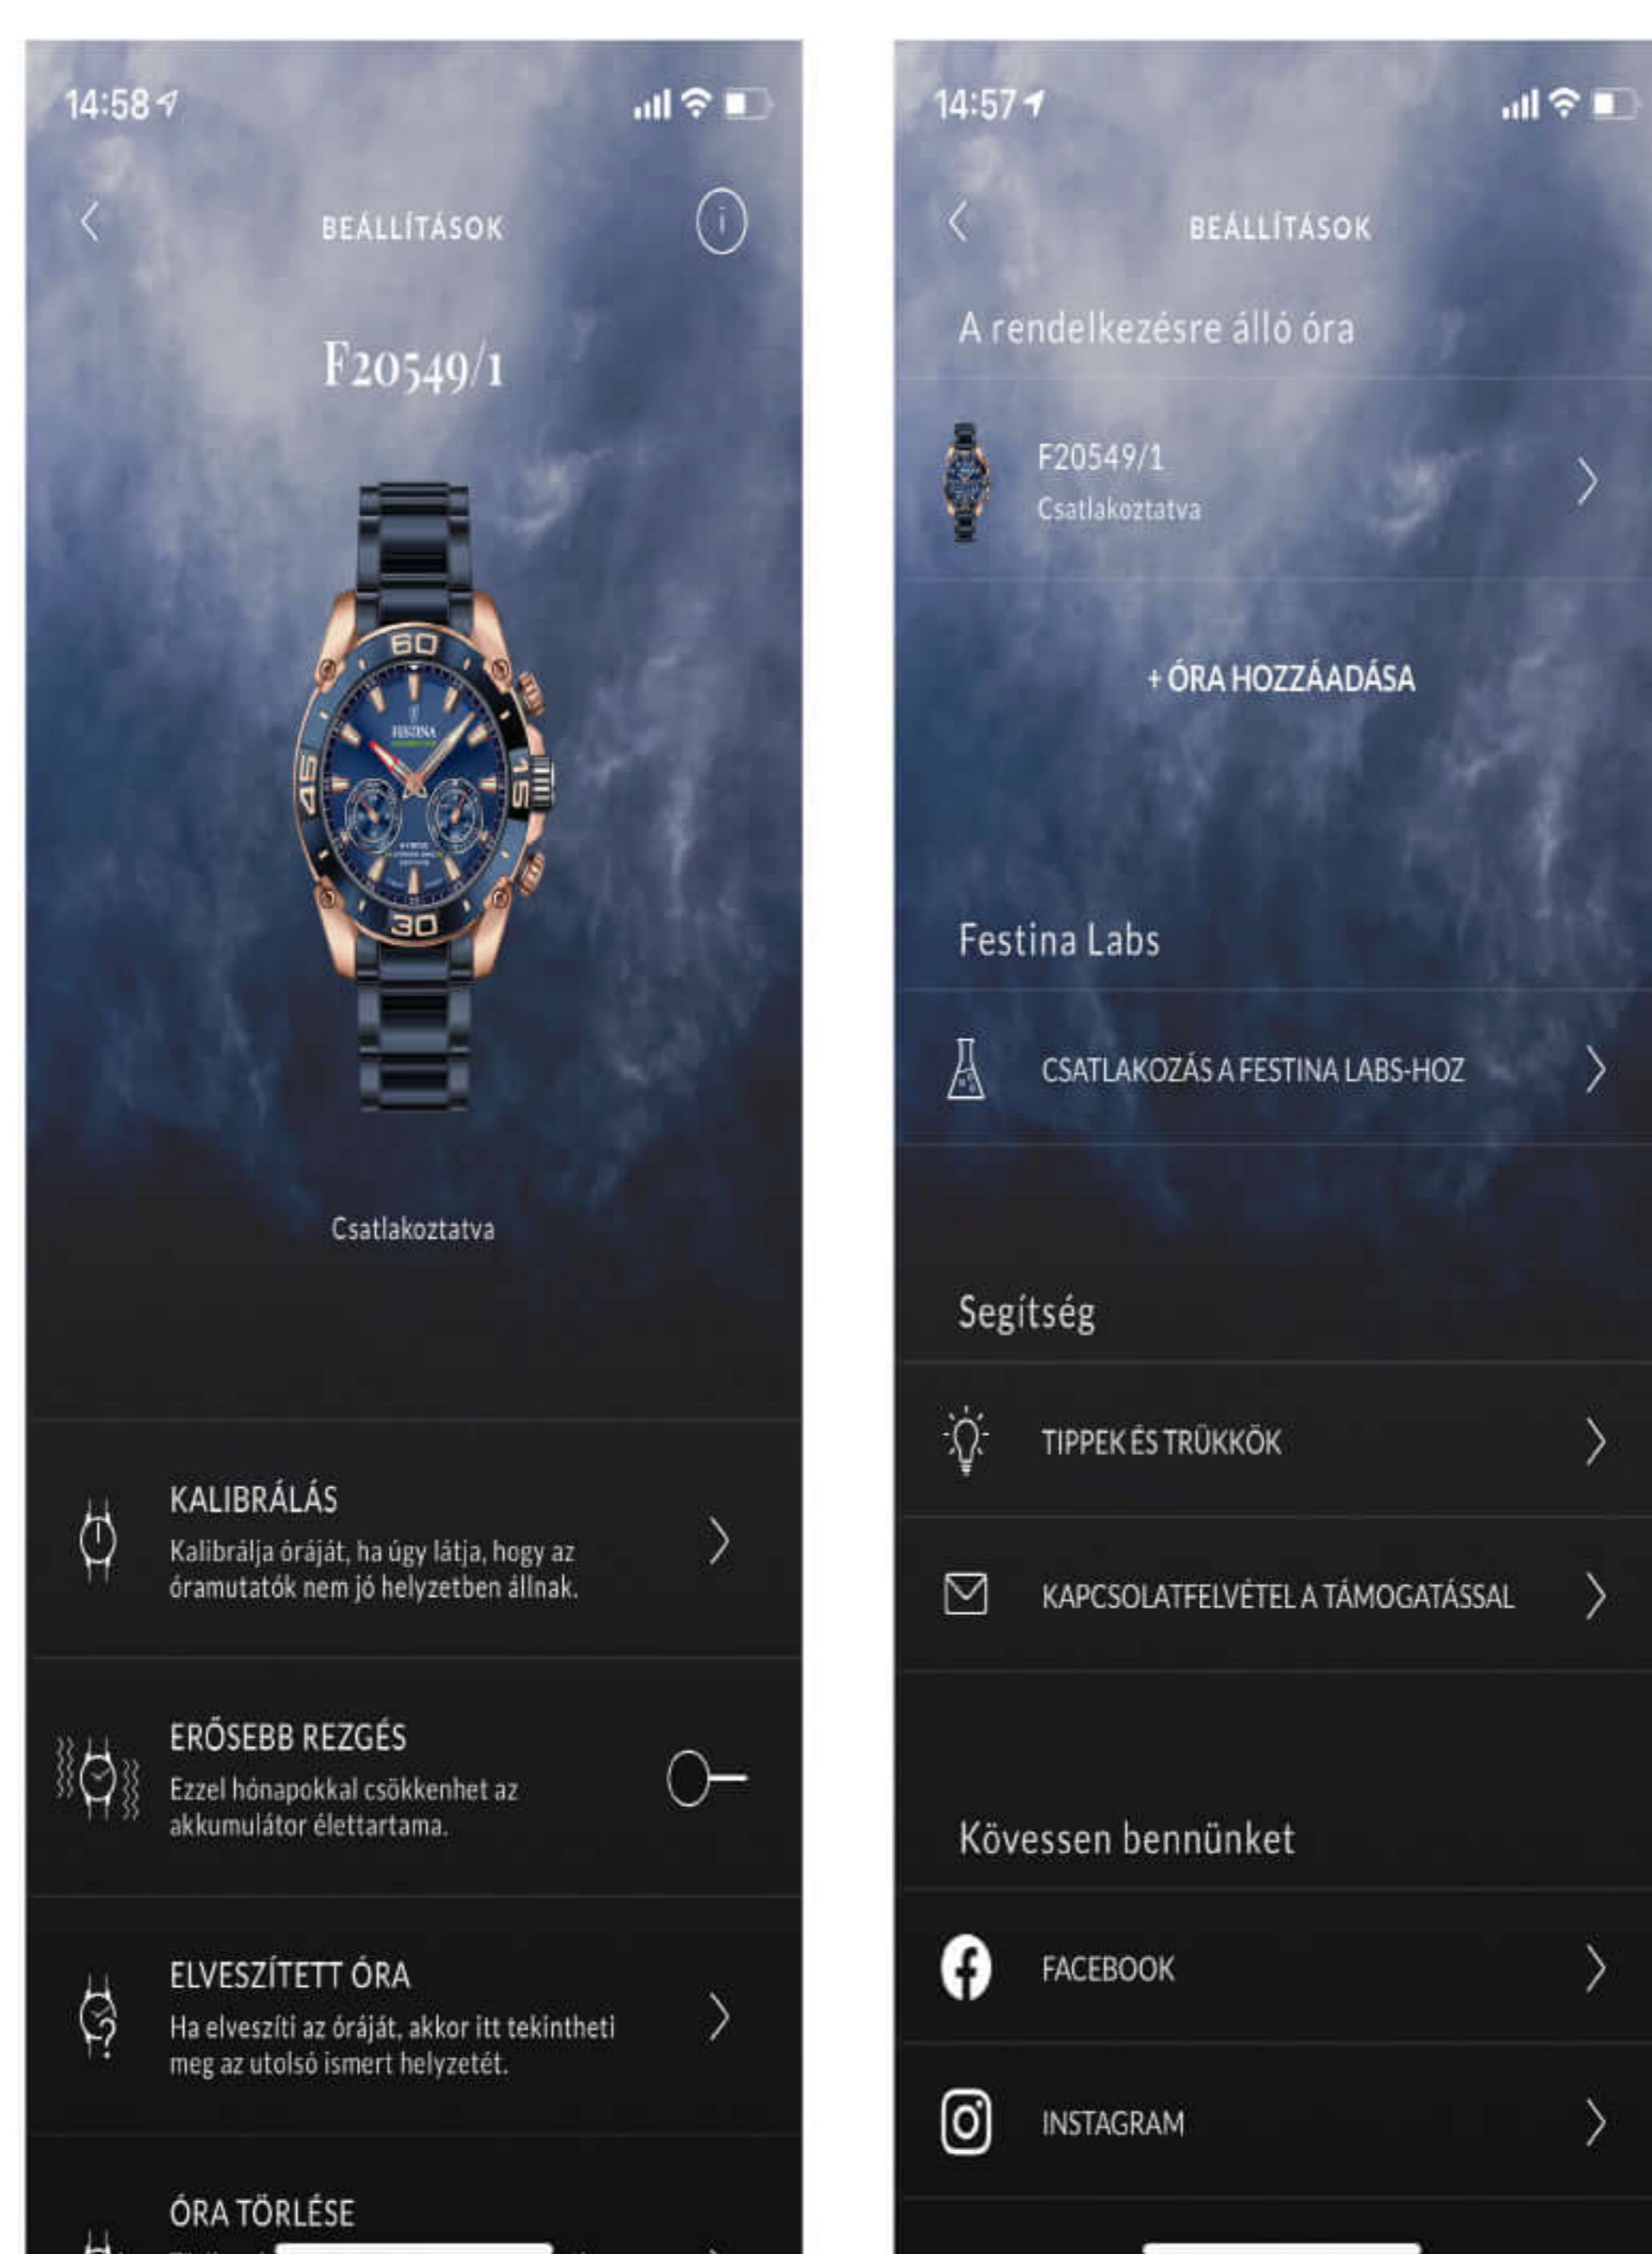 14:58
BEÁLLÍTÁSOK
F20549/1
60
FESTINA
45
15
30
Csatlakoztatva
KALIBRÁLÁS
Kalibrálja óráját, ha úgy látja, hogy az
óramutatók nem jó helyzetben állnak.
ERŐSEBB REZGÉS
Ezzel hónapokkal csökkenhet az
akkumulátor élettartama.
ELVESZÍTETT ÓRA
Ha elveszíti az óráját, akkor itt tekintheti
meg az utolsó ismert helyzetét.
ÓRA TÖRLÉSE
14:57
BEÁLLÍTÁSOK
A rendelkezésre álló óra
F20549/1
Csatlakoztatva
+ ÓRA HOZZÁADÁSA
Festina Labs
CSATLAKOZÁS A FESTINA LABS-HOZ
Segítség
TIPPEK ÉS TRÜKKÖK
KAPCSOLATFELVÉTEL A TÁMOGATÁSSAL
Kövessen bennünket
FACEBOOK
INSTAGRAM